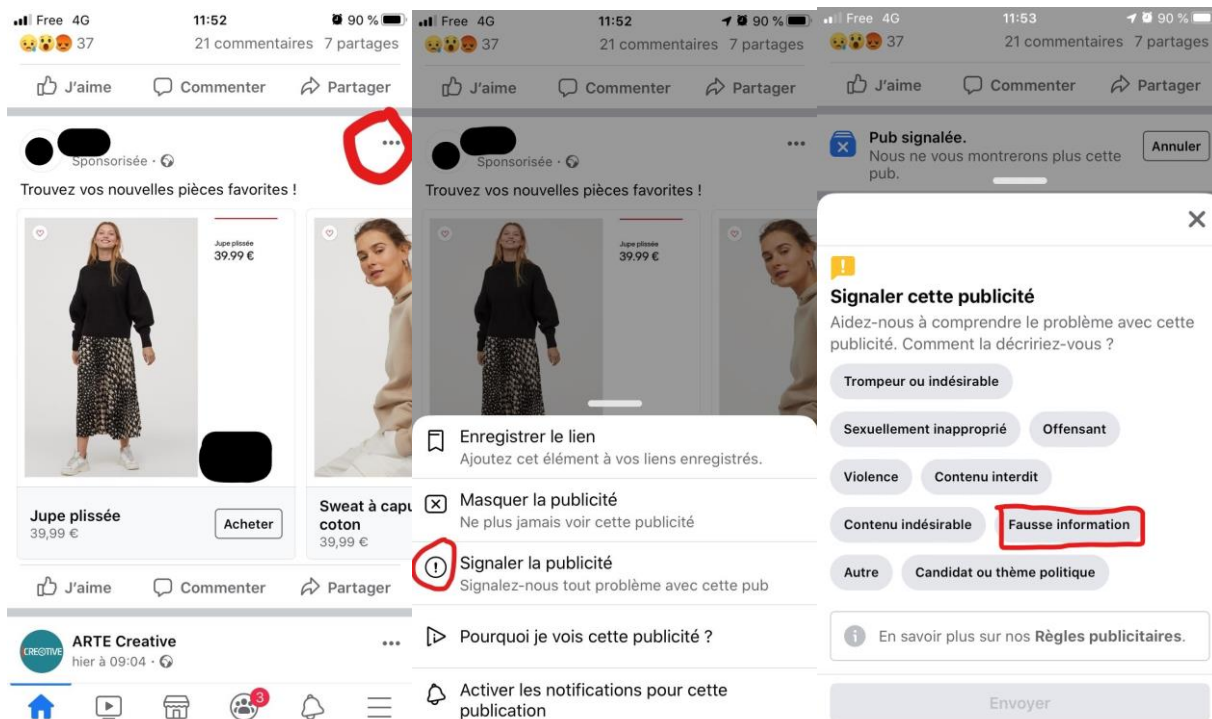 Free 4G 11:52 90 %
37 21 commentaires 7 partages
J'aime Commenter Partager
Sponsorisée ·
Trouvez vos nouvelles pièces favorites !
Jupe plissée
39.99 €
Jupe plissée
39,99 €
Acheter
Sweat à capu
coton
39,99 €
J'aime Commenter Partager
ARTE Creative
hier à 09:04 ·
CREATIVE
3
Free 4G 11:52 90 %
37 21 commentaires 7 partages
J'aime Commenter Partager
Sponsorisée ·
Trouvez vos nouvelles pièces favorites !
Jupe plissée
39.99 €
Enregistrer le lien
Ajoutez cet élément à vos liens enregistrés.
Masquer la publicité
Ne plus jamais voir cette publicité
Signaler la publicité
Signalez-nous tout problème avec cette pub
Pourquoi je vois cette publicité ?
Activer les notifications pour cette
publication
Free 4G 11:53 90 %
37 21 commentaires 7 partages
J'aime Commenter Partager
Pub signalée.
Nous ne vous montrerons plus cette
pub.
Annuler
Signaler cette publicité
Aidez-nous à comprendre le problème avec cette
publicité. Comment la décririez-vous ?
Trompeur ou indésirable
Sexuellement inapproprié Offensant
Violence Contenu interdit
Contenu indésirable Fausse information
Autre Candidat ou thème politique
En savoir plus sur nos Règles publicitaires.
Envoyer